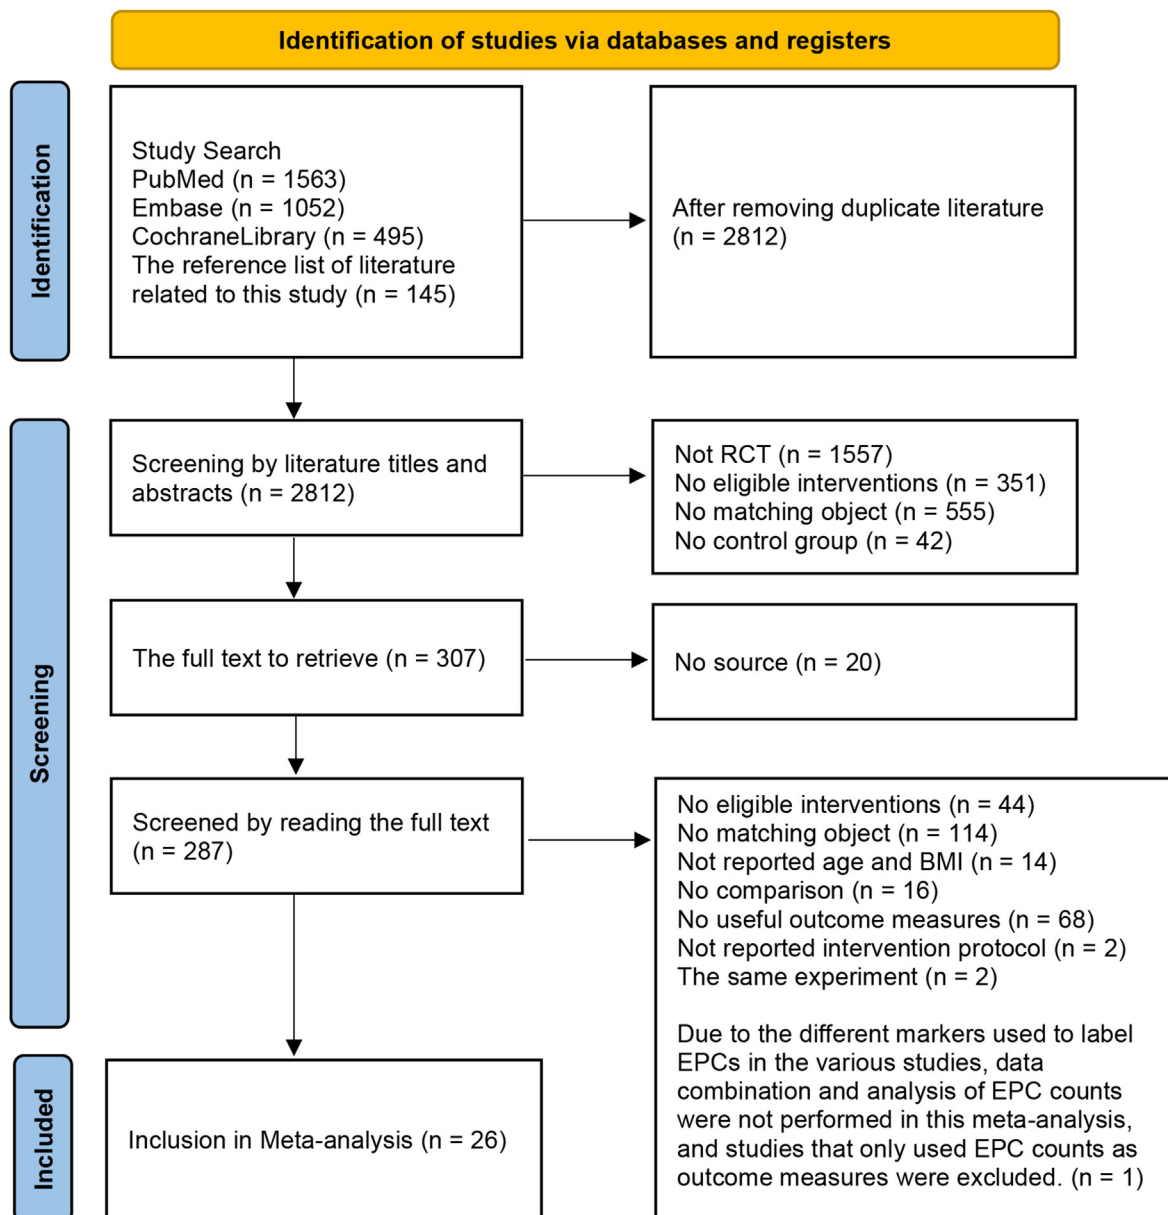 Identification of studies via databases and registers
Identification
Study Search
PubMed (n = 1563)
Embase (n = 1052)
CochraneLibrary (n = 495)
The reference list of literature
related to this study (n = 145)
After removing duplicate literature
(n = 2812)
Screening
Screening by literature titles and
abstracts (n = 2812)
Not RCT (n = 1557)
No eligible interventions (n = 351)
No matching object (n = 555)
No control group (n = 42)
The full text to retrieve (n = 307)
No source (n = 20)
Screened by reading the full text
(n = 287)
No eligible interventions (n = 44)
No matching object (n = 114)
Not reported age and BMI (n = 14)
No comparison (n = 16)
No useful outcome measures (n = 68)
Not reported intervention protocol (n = 2)
The same experiment (n = 2)
Due to the different markers used to label
EPCs in the various studies, data
combination and analysis of EPC counts
were not performed in this meta-analysis,
and studies that only used EPC counts as
outcome measures were excluded. (n = 1)
Included
Inclusion in Meta-analysis (n = 26)